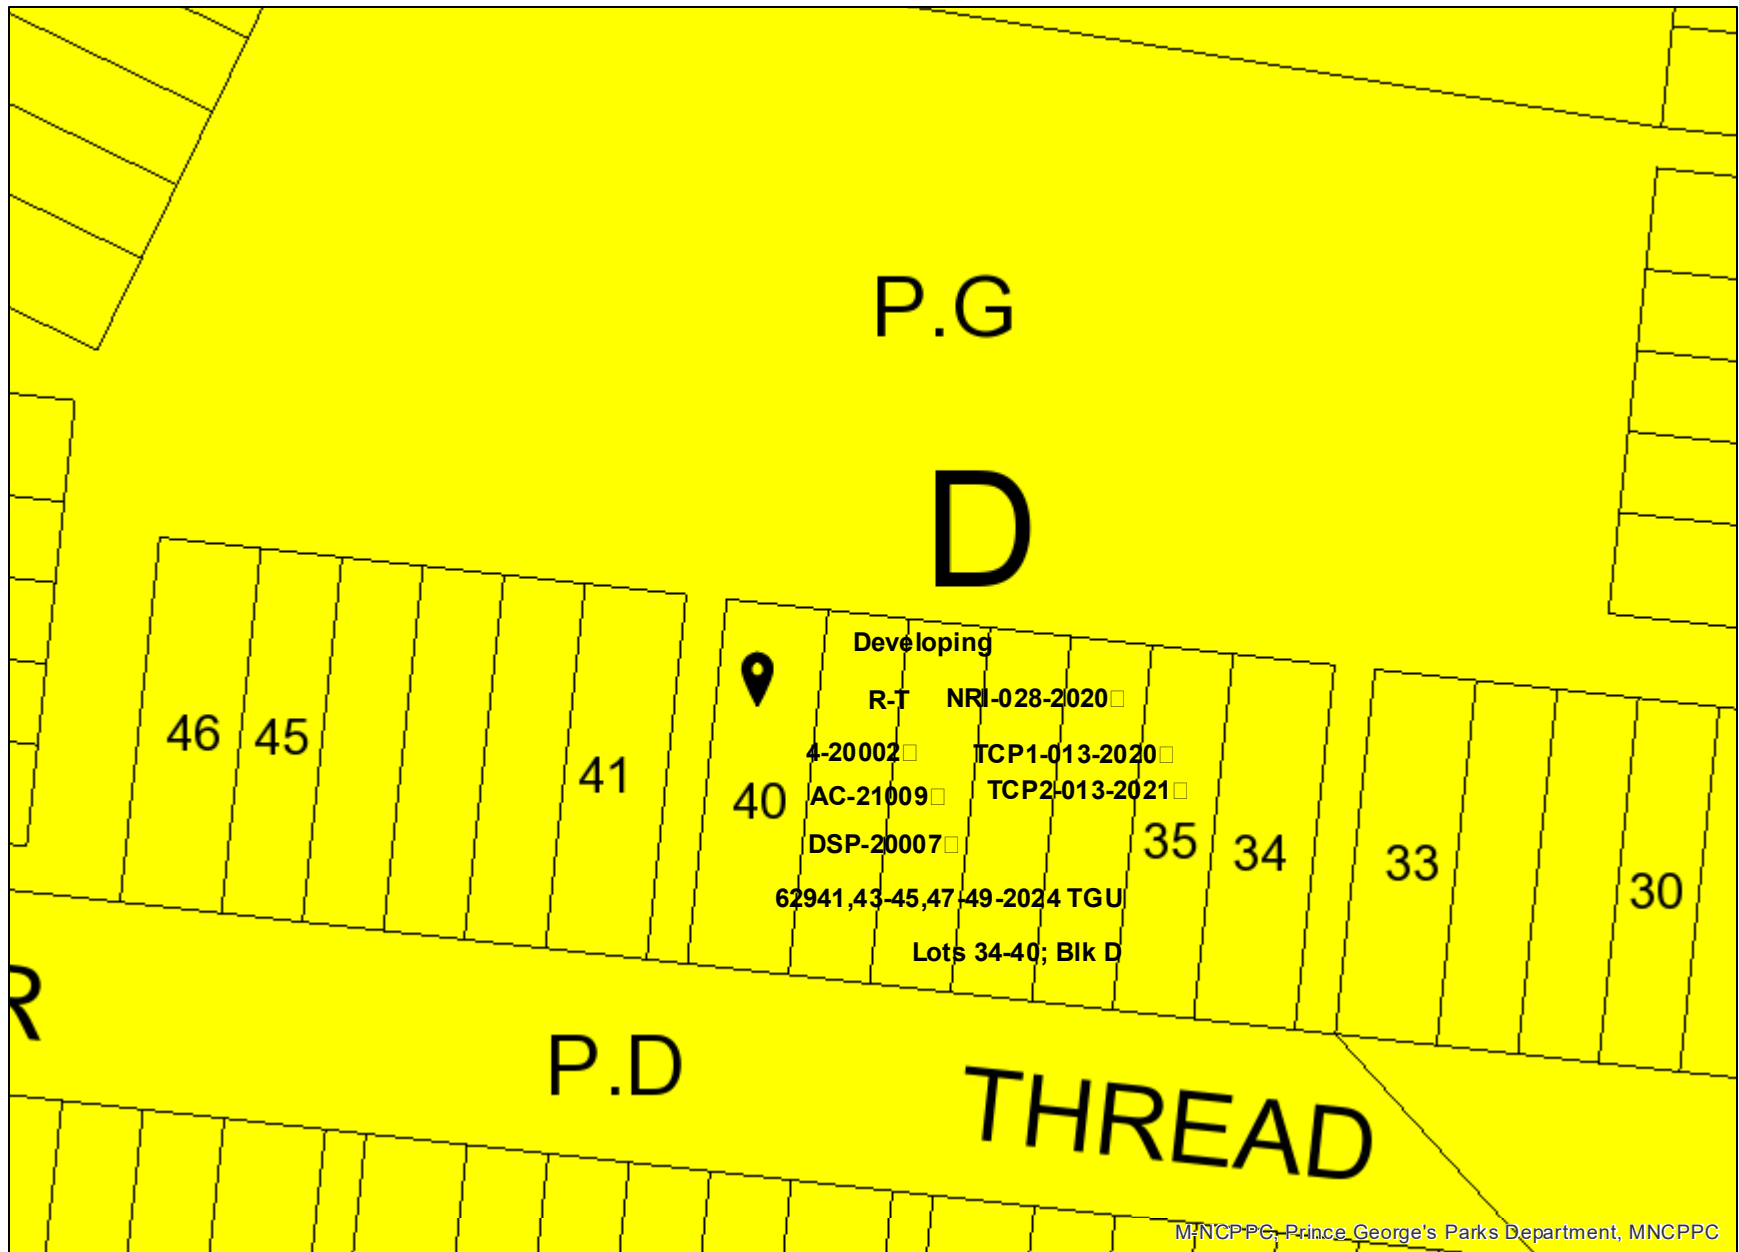 P.G
D
Developing
R-T NRI-028-2020
4-20002 TCP1-013-2020
AC-21009 TCP2-013-2021
DSP-20007
62941,43-45,47-49-2024 TGU
Lots 34-40; Blk D
46 45 41 40 35 34 33 30
R
P.D
THREAD
M-NCPPC, Prince George's Parks Department, MNCPPC